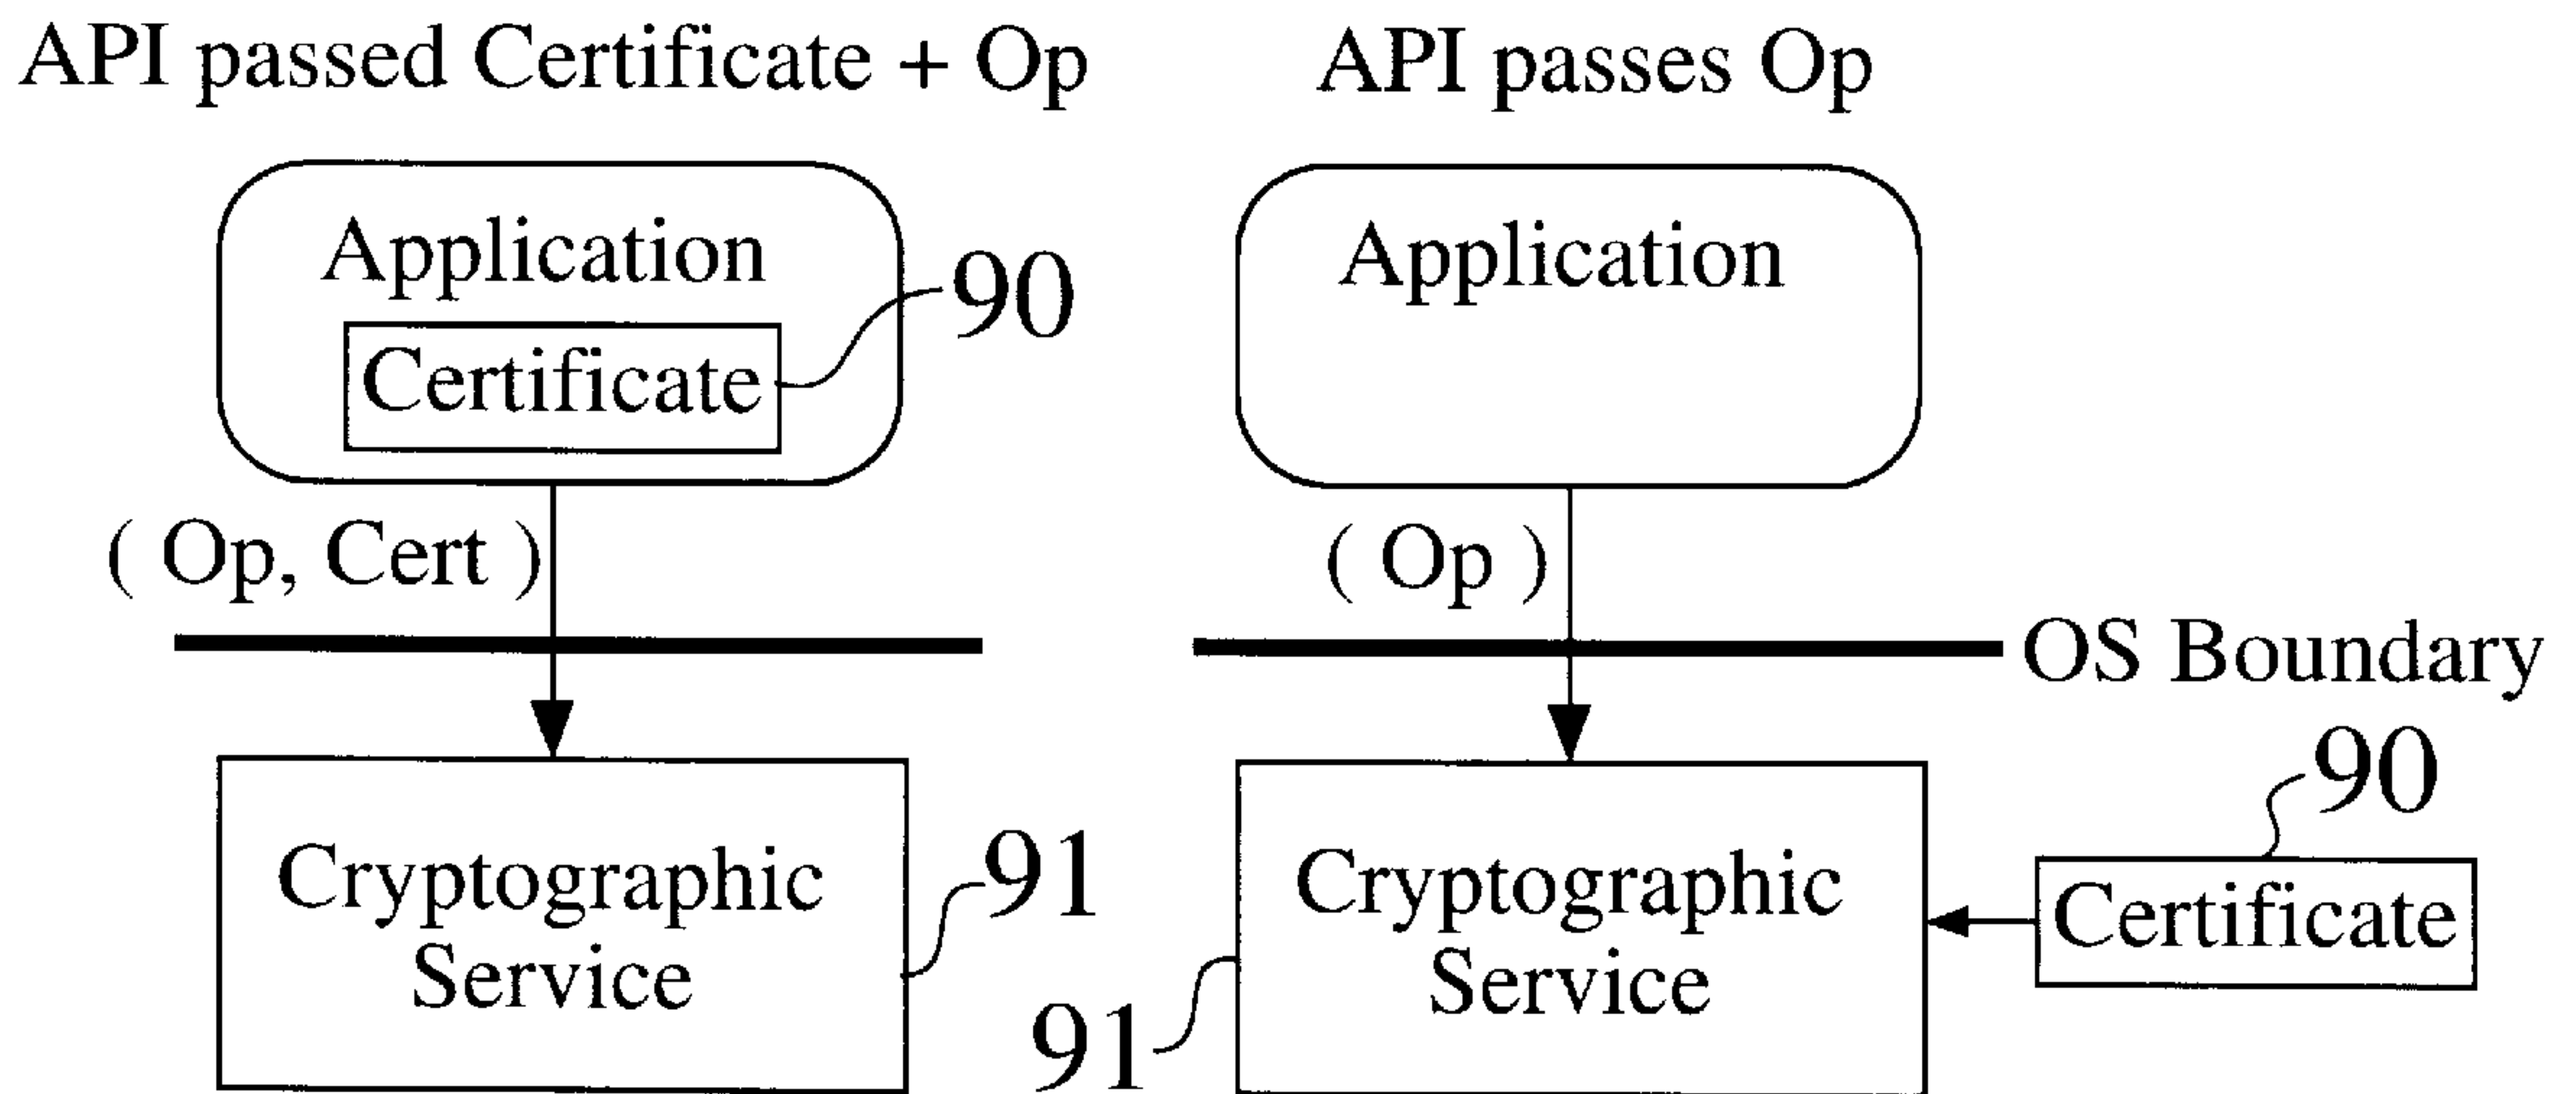 API passed Certificate + Op
Application
Certificate
90
( Op, Cert )
Cryptographic
Service
91
API passes Op
Application
( Op )
OS Boundary
Cryptographic
Service
91
90
Certificate